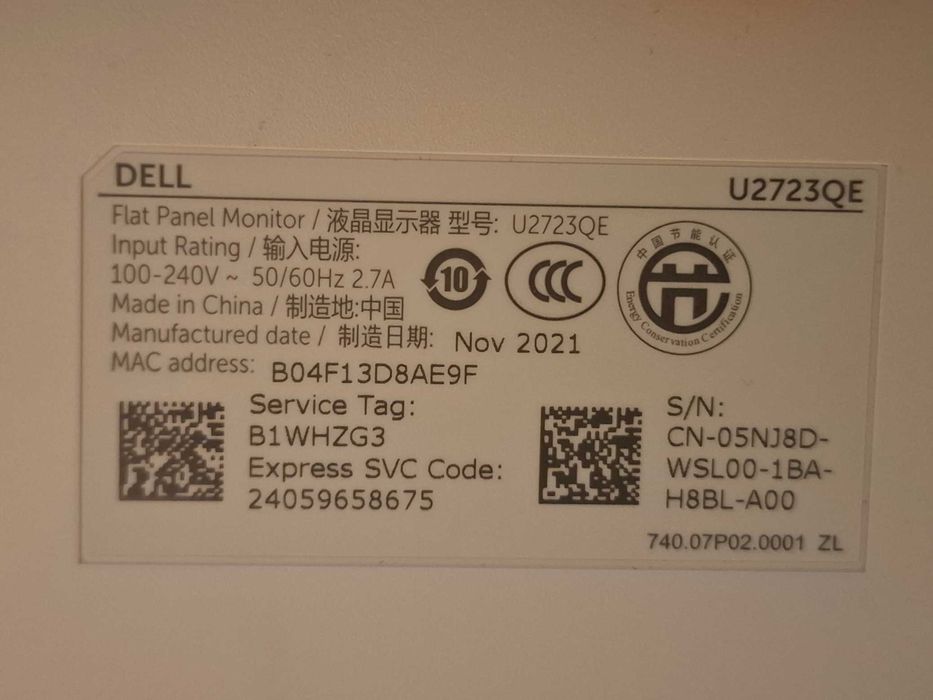 DELL
U2723QE
Flat Panel Monitor / 液晶显示器 型号: U2723QE
Input Rating / 输入电源:
100-240V ~ 50/60Hz 2.7A
Made in China / 制造地:中国
Manufactured date / 制造日期: Nov 2021
MAC address: B04F13D8AE9F
10
CCC
中国节能认证
节
Energy Conservation Certification
Service Tag:
B1WHZG3
Express SVC Code:
24059658675
S/N:
CN-05NJ8D-
WSL00-1BA-
H8BL-A00
740.07P02.0001 ZL